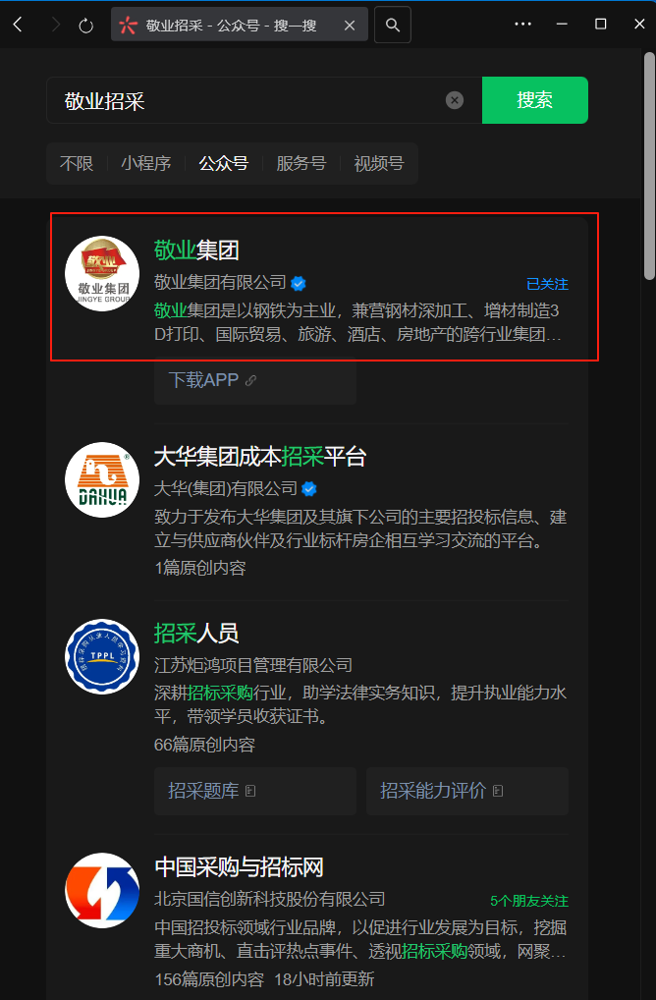 敬业招采 - 公众号 - 搜一搜
敬业招采
搜索
不限
小程序
公众号
服务号
视频号
敬业集团
JINGYE GROUP
敬业集团
敬业集团有限公司
已关注
敬业集团是以钢铁为主业，兼营钢材深加工、增材制造3
D打印、国际贸易、旅游、酒店、房地产的跨行业集团...
下载APP
DAHUA
大华集团成本招采平台
大华(集团)有限公司
致力于发布大华集团及其旗下公司的主要招投标信息、建
立与供应商伙伴及行业标杆房企相互学习交流的平台。
1篇原创内容
TPPL
招采人员
江苏炬鸿项目管理有限公司
深耕招标采购行业，助学法律实务知识，提升执业能力水
平，带领学员收获证书。
66篇原创内容
招采题库
招采能力评价
中国采购与招标网
北京国信创新科技股份有限公司
5个朋友关注
中国招投标领域行业品牌，以促进行业发展为目标，挖掘
重大商机、直击评热点事件、透视招标采购领域，网聚...
156篇原创内容 18小时前更新